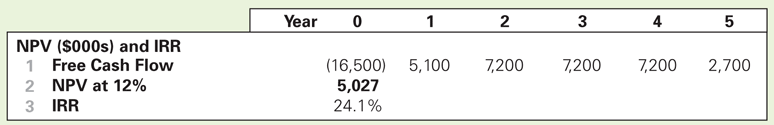 Year 0 1 2 3 4 5
NPV ($000s) and IRR
1 Free Cash Flow (16,500) 5,100 7,200 7,200 7,200 2,700
2 NPV at 12% 5,027
3 IRR 24.1%